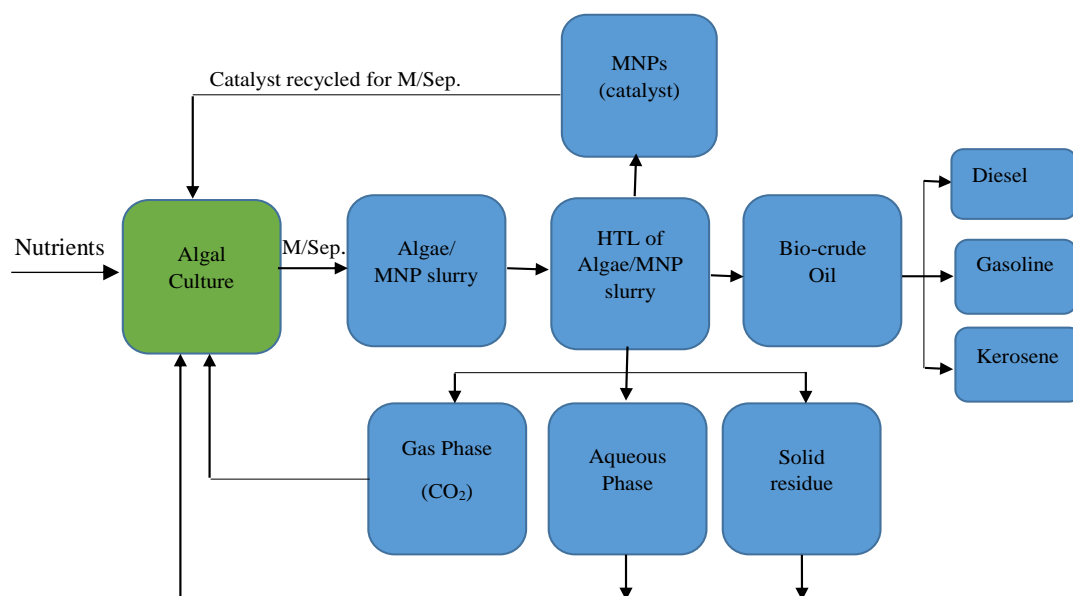 MNPs
(catalyst)
Catalyst recycled for M/Sep.
Nutrients
Algal
Culture
M/Sep.
Algae/
MNP slurry
HTL of
Algae/MNP
slurry
Bio-crude
Oil
Diesel
Gasoline
Kerosene
Gas Phase
(CO₂)
Aqueous
Phase
Solid
residue